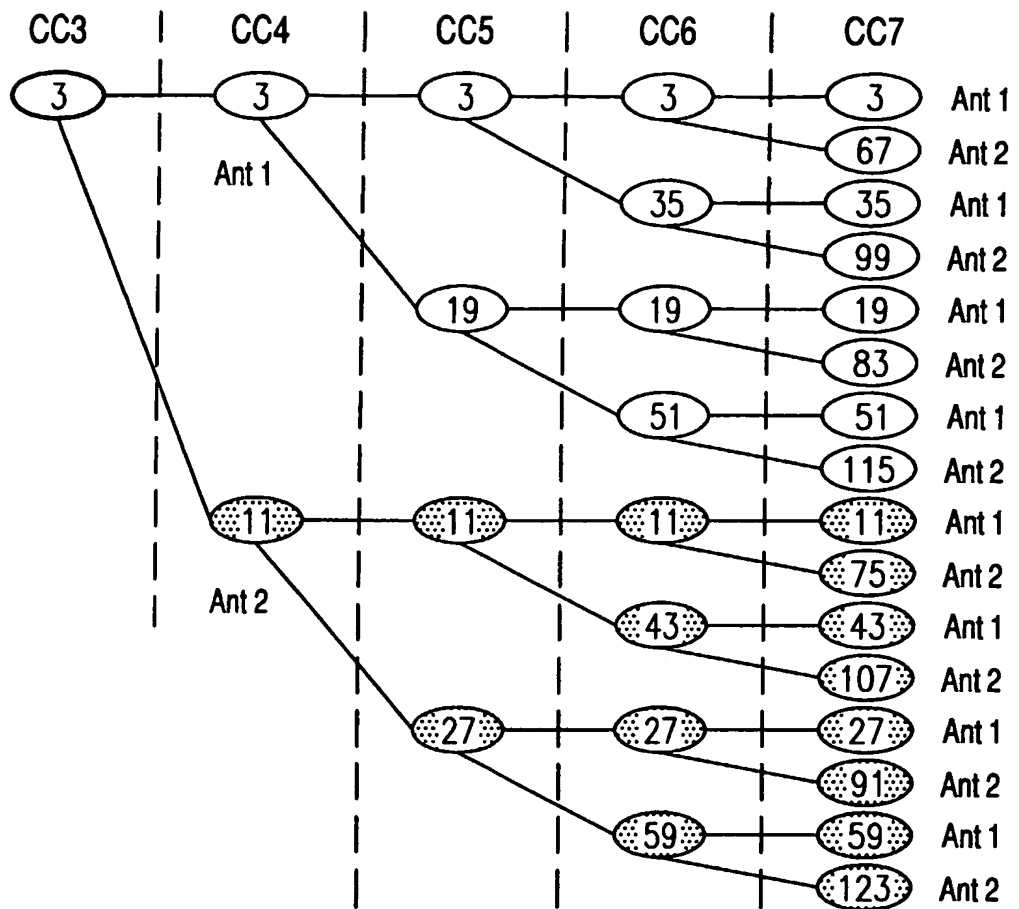 CC3 CC4 CC5 CC6 CC7
3 3 3 3 3 Ant 1
67 Ant 2
Ant 1
35 35 Ant 1
99 Ant 2
19 19 19 Ant 1
83 Ant 2
51 51 Ant 1
115 Ant 2
11 11 11 11 Ant 1
75 Ant 2
Ant 2
43 43 Ant 1
107 Ant 2
27 27 27 Ant 1
91 Ant 2
59 59 Ant 1
123 Ant 2